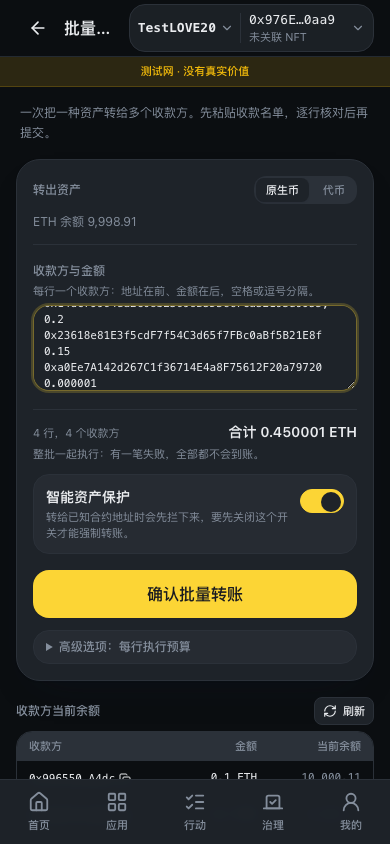 批量...
TestLOVE20
0x976E…0aa9
未关联 NFT
测试网 · 没有真实价值
一次把一种资产转给多个收款方。先粘贴收款名单，逐行核对后再
提交。
转出资产
原生币
代币
ETH 余额 9,998.91
收款方与金额
每行一个收款方：地址在前、金额在后，空格或逗号分隔。
0.2
0x23618e81E3f5cdF7f54C3d65f7FBc0aBf5B21E8f
0.15
0xa0Ee7A142d267C1f36714E4a8F75612F20a79720
0.000001
4 行，4 个收款方
合计 0.450001 ETH
整批一起执行：有一笔失败，全部都不会到账。
智能资产保护
转给已知合约地址时会先拦下来，要先关闭这个开
关才能强制转账。
确认批量转账
高级选项：每行执行预算
收款方当前余额
刷新
收款方
金额
当前余额
0x996550…A4dc
0.1 ETH
10,000.11
首页
应用
行动
治理
我的